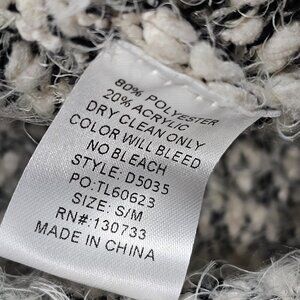 80% POLYESTER
20% ACRYLIC
DRY CLEAN ONLY
COLOR WILL BLEED
NO BLEACH
STYLE: D5035
PO:TL60623
SIZE: S/M
RN#: 130733
MADE IN CHINA